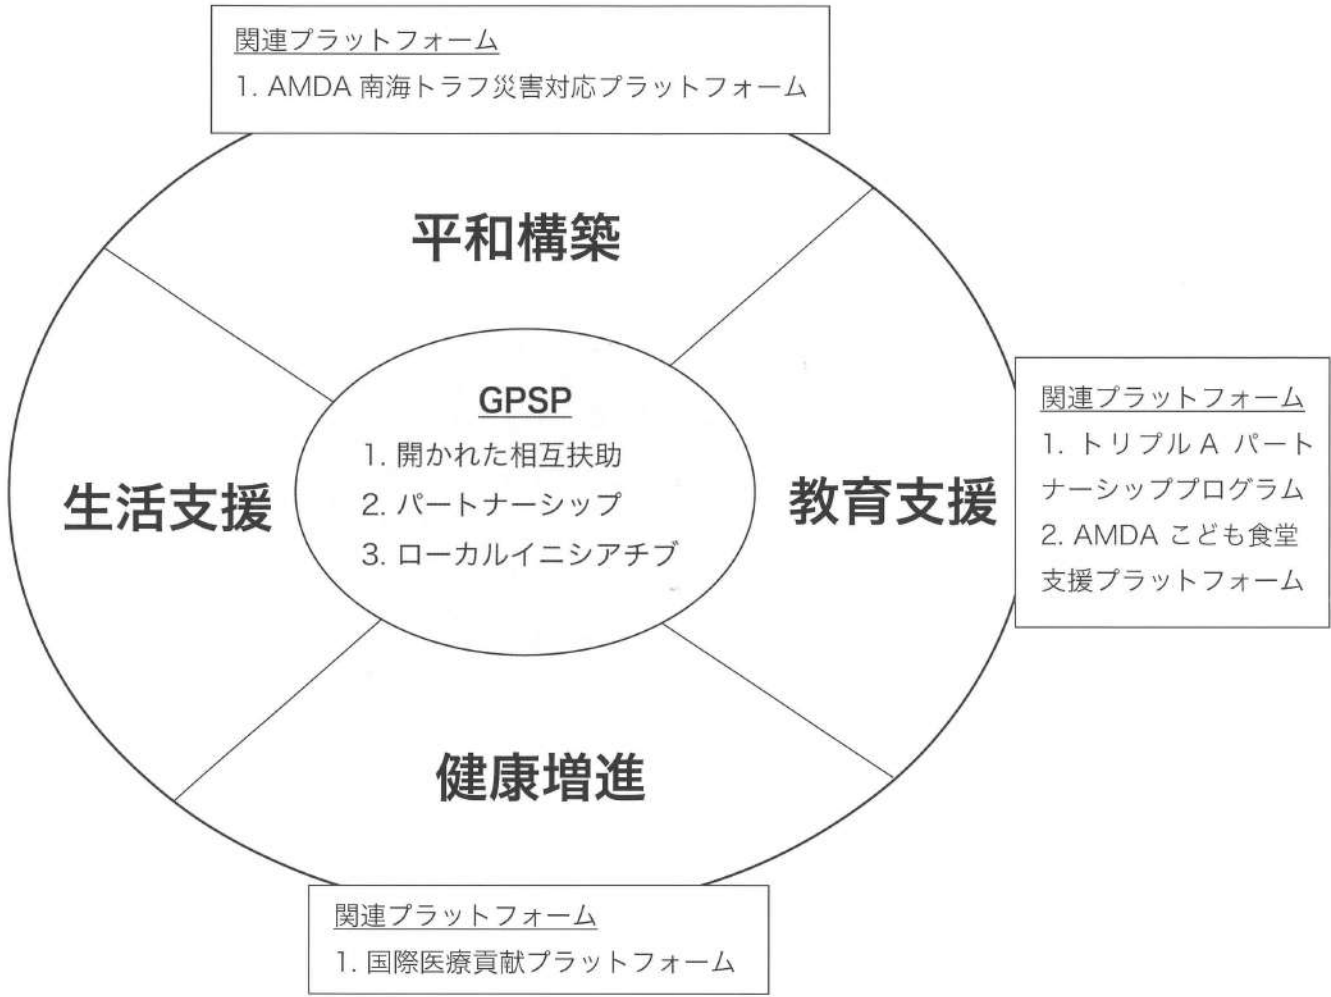 関連プラットフォーム
1. AMDA 南海トラフ災害対応プラットフォーム
平和構築
GPSP
1. 開かれた相互扶助
2. パートナーシップ
3. ローカルイニシアチブ
生活支援
教育支援
関連プラットフォーム
1. トリプル A パート
ナーシッププログラム
2. AMDA こども食堂
支援プラットフォーム
健康増進
関連プラットフォーム
1. 国際医療貢献プラットフォーム